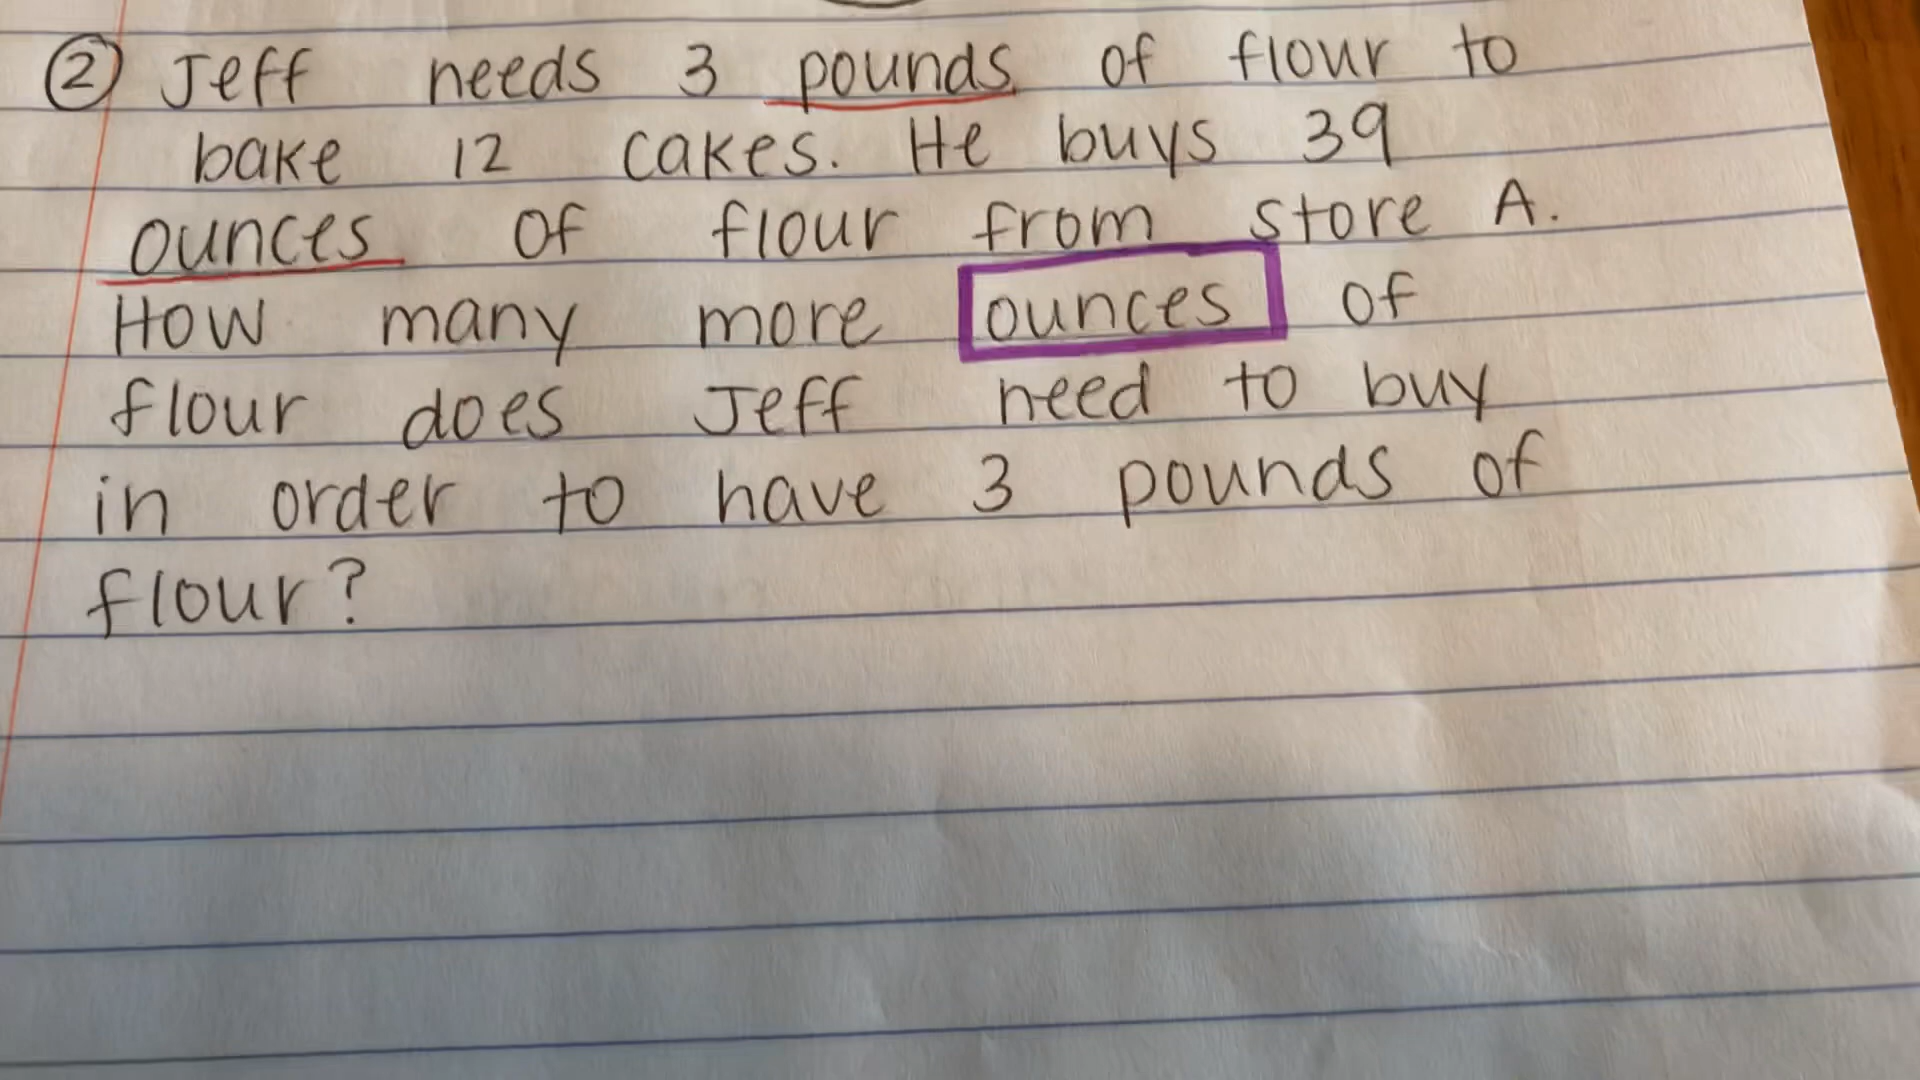 ② Jeff needs 3 pounds of flour to
bake 12 cakes. He buys 39
ounces of flour from store A.
How many more ounces of
flour does Jeff need to buy
in order to have 3 pounds of
flour?